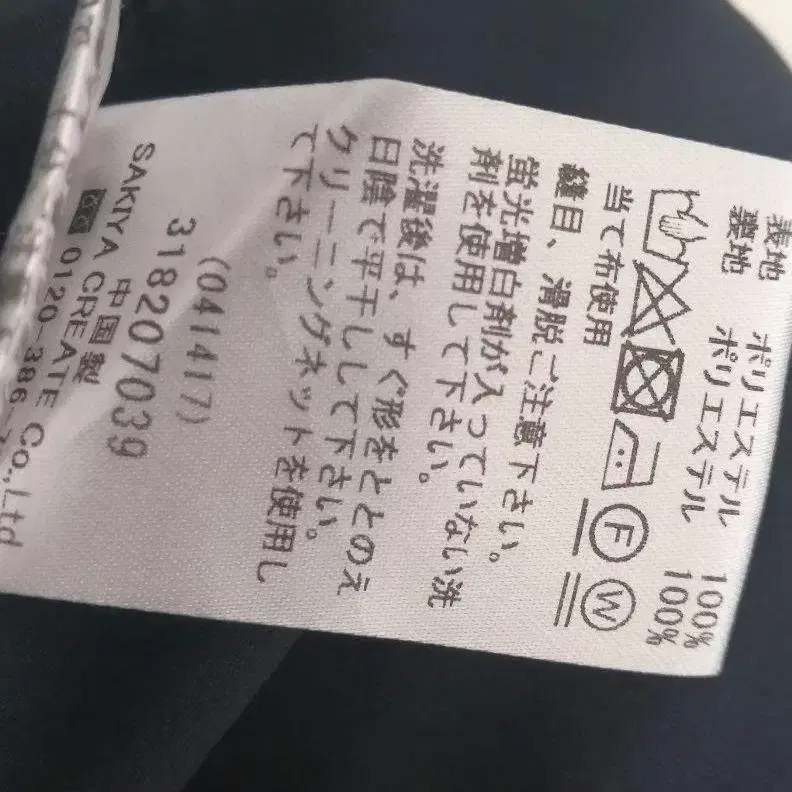 表地 ポリエステル 100%
裏地 ポリエステル 100%
F W
当て布使用
縫目、滑脱ご注意下さい。
蛍光増白剤が入っていない洗
剤を使用して下さい。
洗濯後は、すぐ形をととのえ
日陰で平干しして下さい。
クリーニングネットを使用し
て下さい。
(041417)
318207039
中国製
SAKIYA CREATE Co.,Ltd
0120-386-